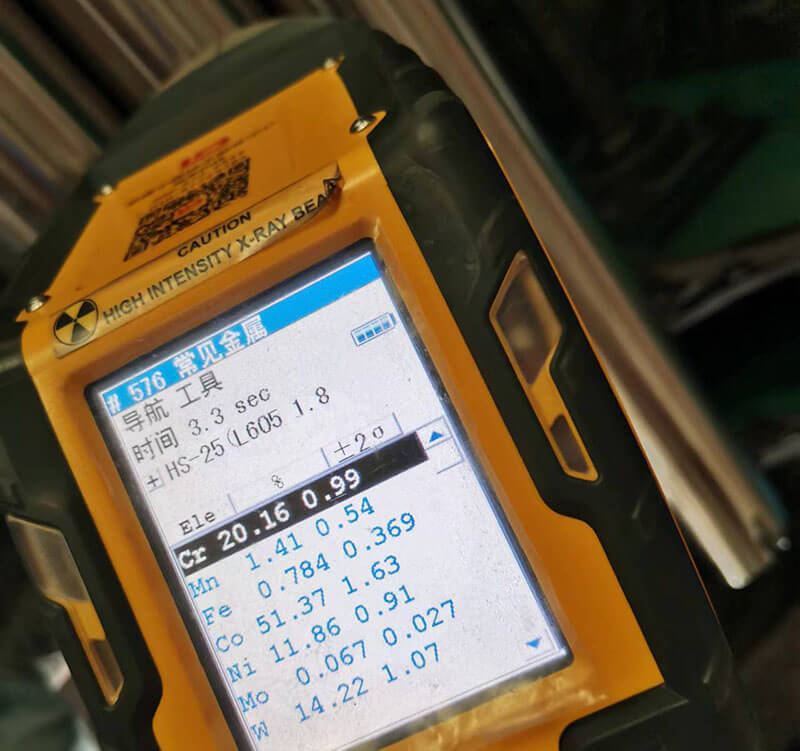 CAUTION
HIGH INTENSITY X-RAY BEAM
# 576 常见金属
导航 工具
时间 3.3 sec
+ HS-25(L605 1.8
Ele % ±2σ
Cr 20.16 0.99
Mn 1.41 0.54
Fe 0.784 0.369
Co 51.37 1.63
Ni 11.86 0.91
Mo 0.067 0.027
W 14.22 1.07